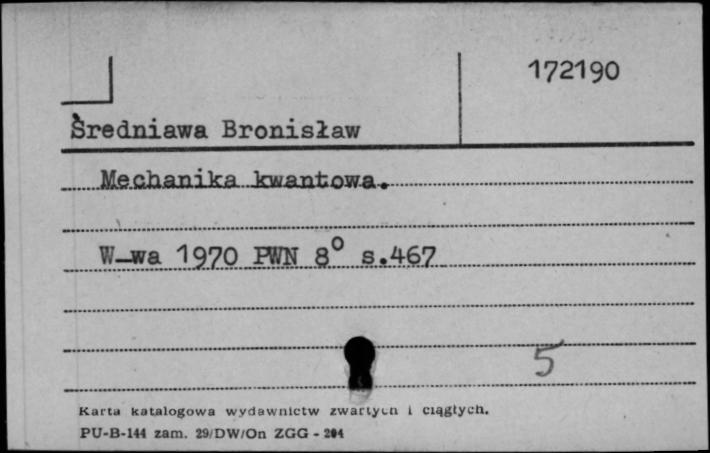 172190
Średniawa Bronisław
Mechanika kwantowa.
W-wa 1970 PWN 8° s.467
5
Karta katalogowa wydawnictw zwartych i ciągłych.
PU-B-144 zam. 29/DW/On ZGG - 204